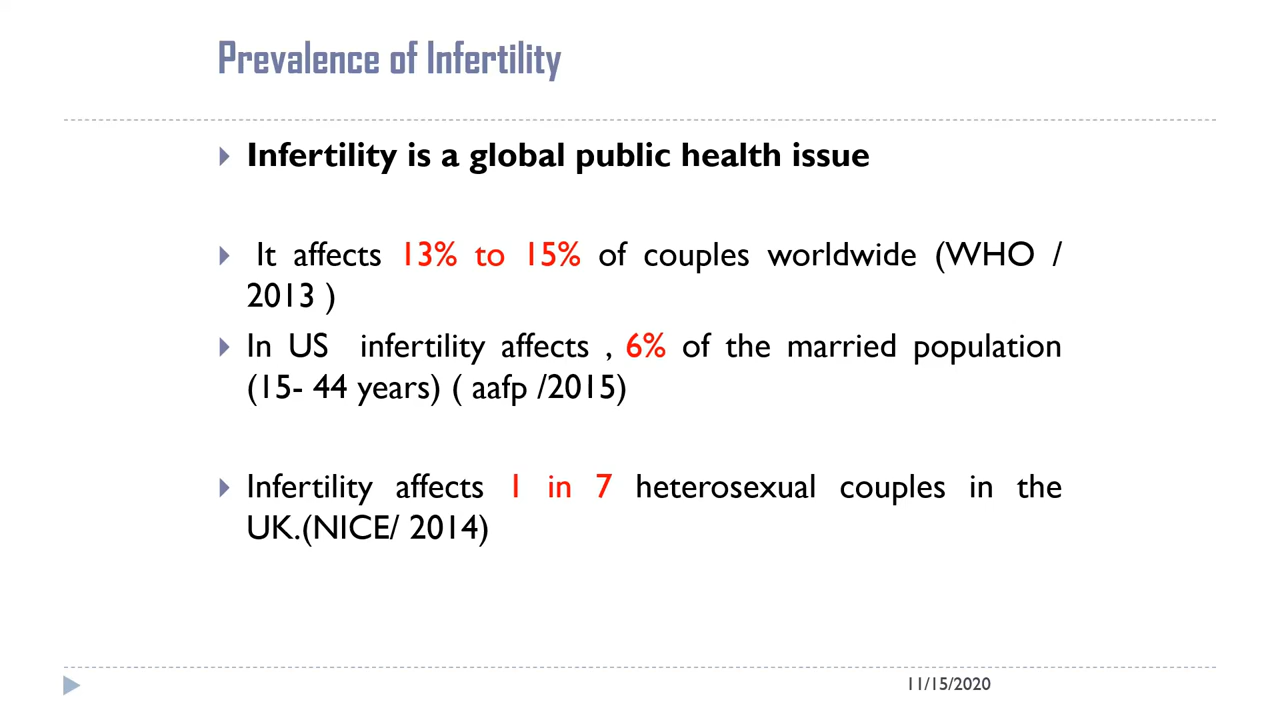 Prevalence of Infertility
Infertility is a global public health issue
It affects 13% to 15% of couples worldwide (WHO /
2013 )
In US infertility affects , 6% of the married population
(15- 44 years) ( aafp /2015)
Infertility affects 1 in 7 heterosexual couples in the
UK.(NICE/ 2014)
11/15/2020